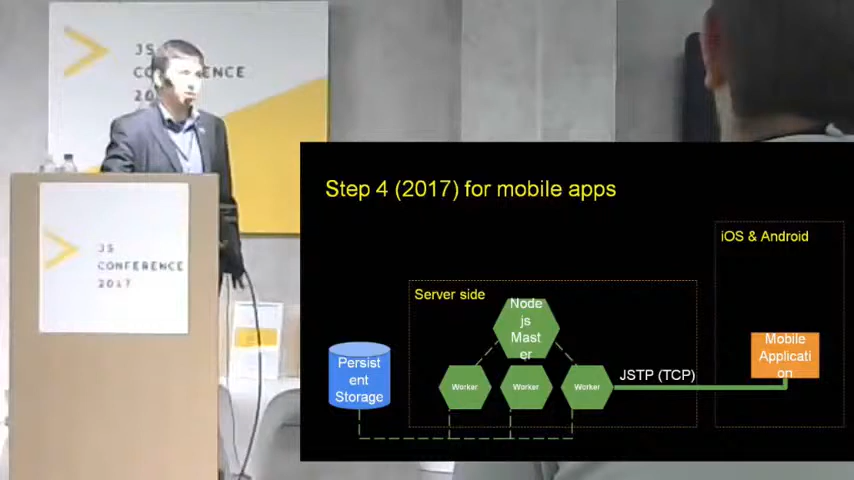 JS
CONFERENCE
20
JS
CONFERENCE
2017
Step 4 (2017) for mobile apps
iOS & Android
Server side
Node
js
Mast
er
Mobile
Applicati
on
Persist
ent
Storage
Worker
Worker
Worker
JSTP (TCP)